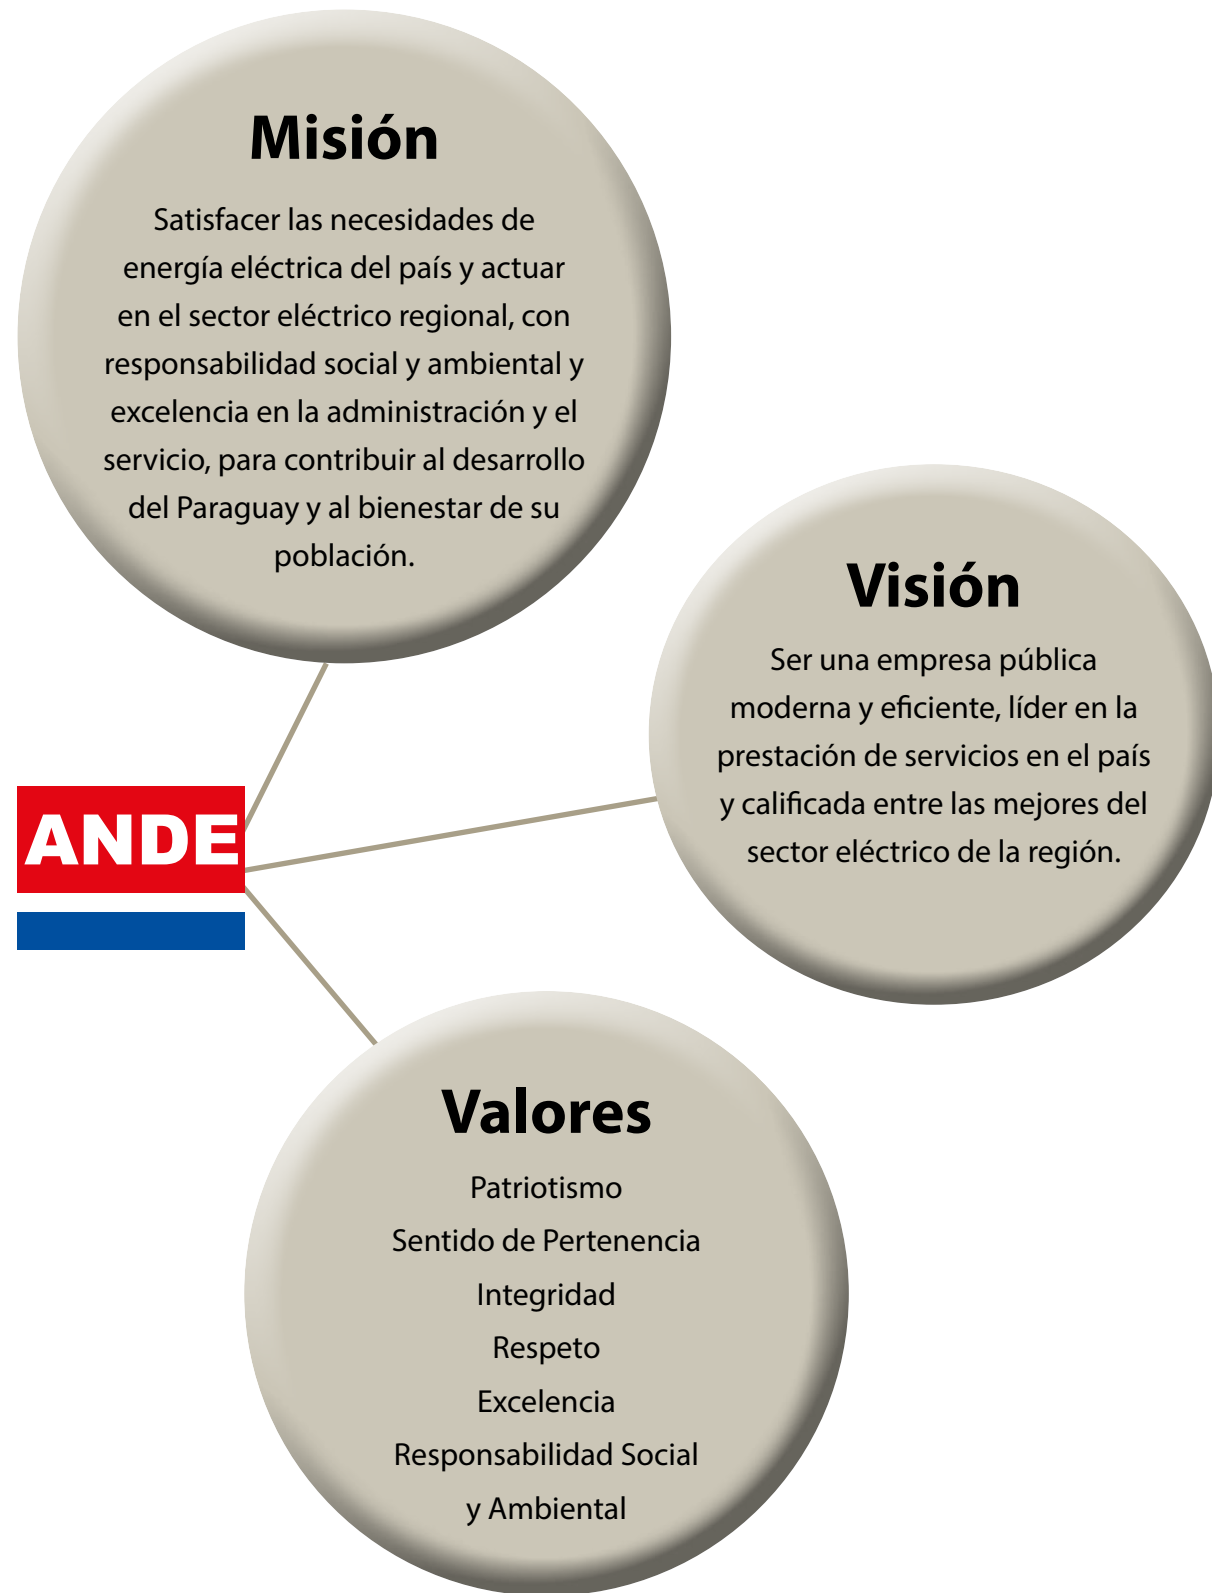 Misión
Satisfacer las necesidades de
energía eléctrica del país y actuar
en el sector eléctrico regional, con
responsabilidad social y ambiental y
excelencia en la administración y el
servicio, para contribuir al desarrollo
del Paraguay y al bienestar de su
población.
Visión
Ser una empresa pública
moderna y eficiente, líder en la
prestación de servicios en el país
y calificada entre las mejores del
sector eléctrico de la región.
ANDE
Valores
Patriotismo
Sentido de Pertenencia
Integridad
Respeto
Excelencia
Responsabilidad Social
y Ambiental